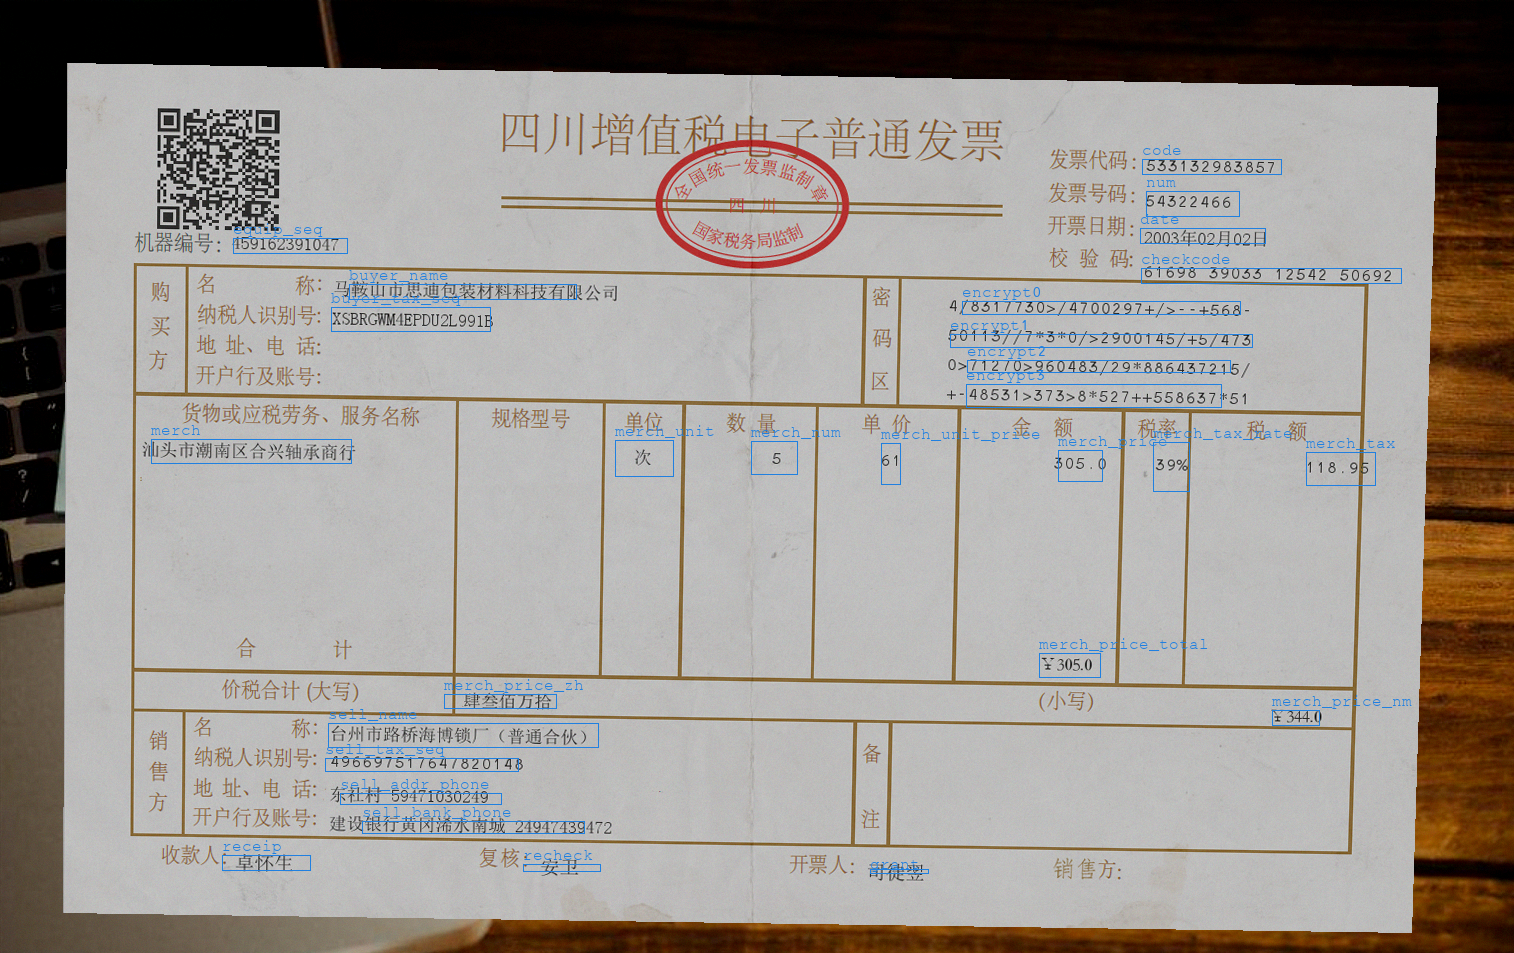 四川增值税电子普通发票
全国统一发票监制章
四 川
国家税务局监制
code
发票代码: 533132983857
num
发票号码: 54322466
date
开票日期: 2003年02月02日
checkcode
校 验 码: 61698 39033 12542 50692
equip_seq
机器编号: 459162391047
购买方
buyer_name
名 称: 马鞍山市思迪包装材料科技有限公司
buyer_tax_seq
纳税人识别号: XSBRGWM4EPDU2L991B
地 址、电 话:
开户行及账号:
密码区
encrypt0
4/8317730>/4700297+/>--+568-
encrypt1
50113//7*3*0/>2900145/+5/473
encrypt2
0>71270>960483/29*886437215/
encrypt3
+-48531>373>8*527++558637*51
货物或应税劳务、服务名称 规格型号 单位 数 量 单 价 金 额 税率 税 额
merch merch_unit merch_num merch_unit_price merch_price merch_tax_rate merch_tax
汕头市潮南区合兴轴承商行 次 5 61 305.0 39% 118.95
merch_price_total
合 计 ¥305.0
merch_price_zh merch_price_nm
价税合计 (大写) 肆叁佰万拾 (小写) ¥344.0
销售方
sell_name
名 称: 台州市路桥海博锁厂（普通合伙）
sell_tax_seq
纳税人识别号: 496697517647820148
sell_addr_phone
地 址、电 话: 东社村 59471030249
sell_bank_phone
开户行及账号: 建设银行黄冈浠水南城 24947439472
备注
receip recheck grant
收款人: 卓怀生 复核: 安卫 开票人: 司徒翌 销售方: